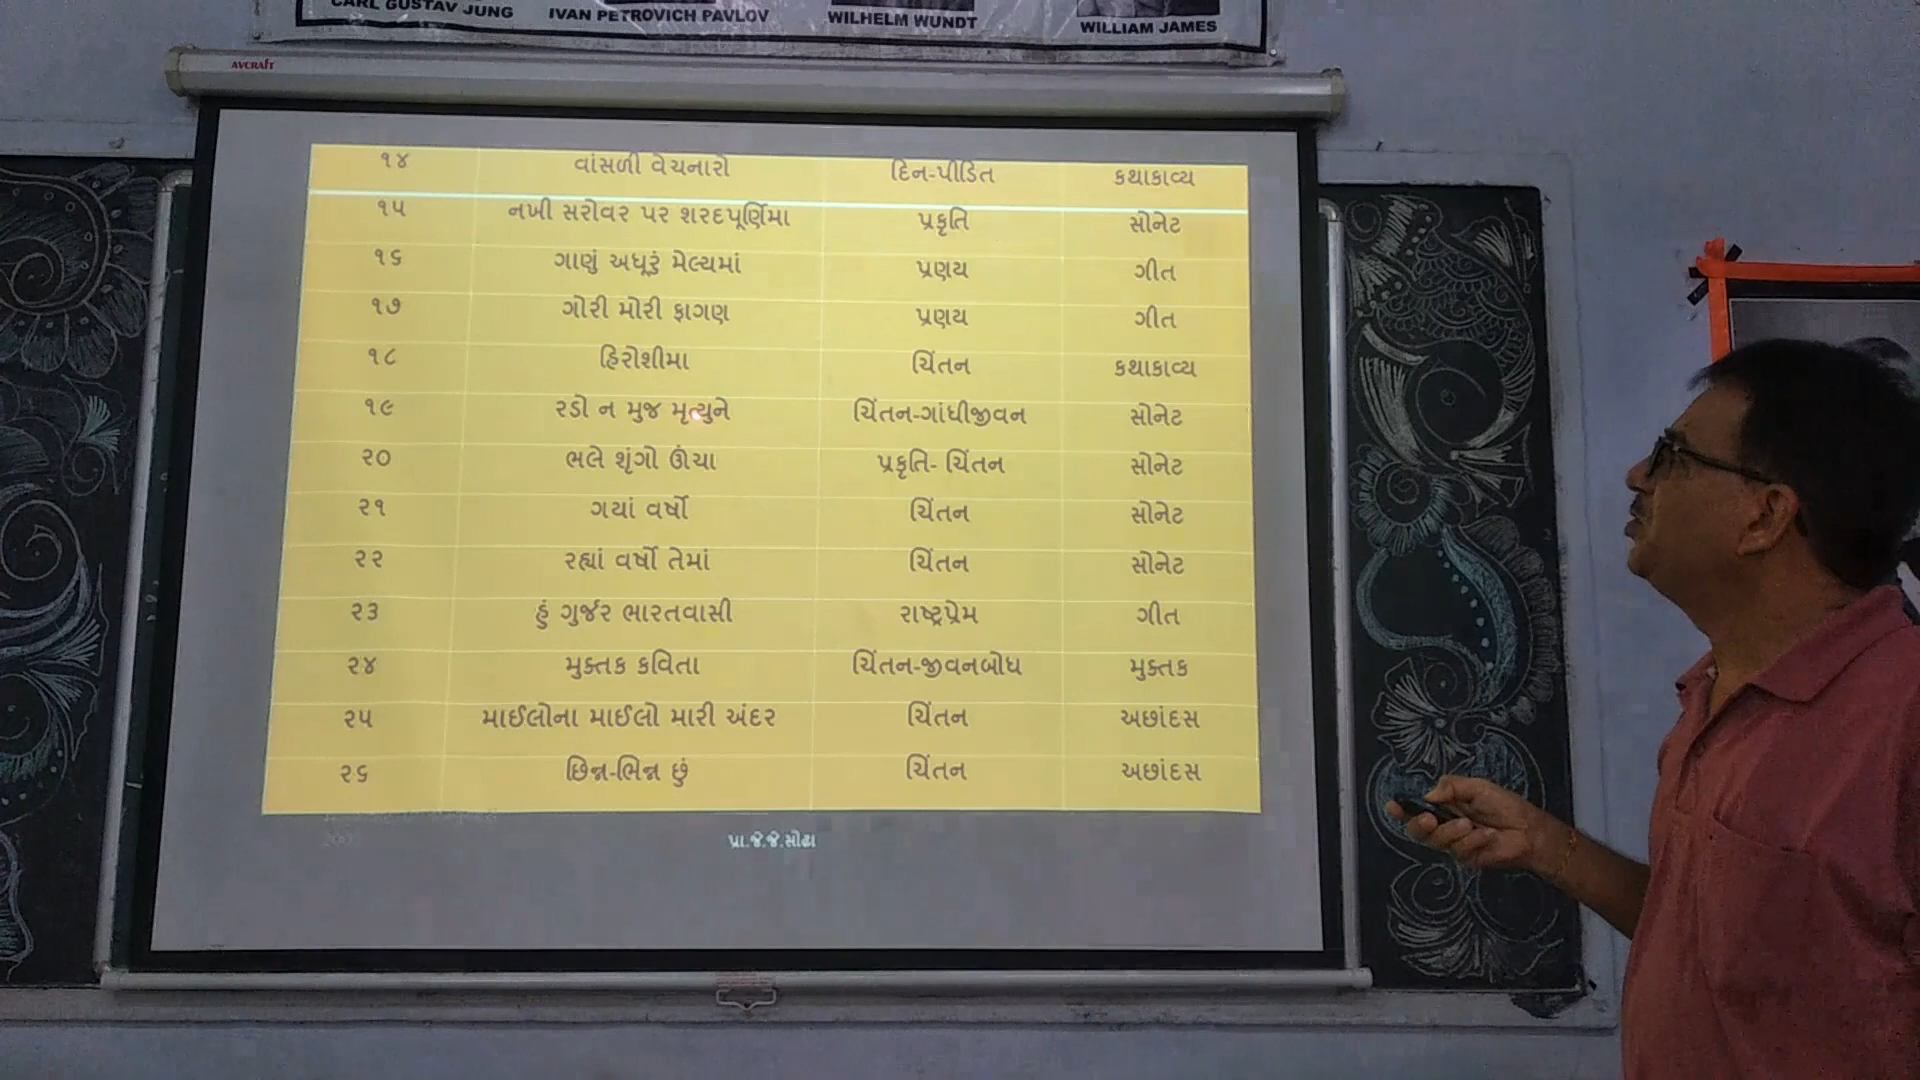 CARL GUSTAV JUNG IVAN PETROVICH PAVLOV WILHELM WUNDT WILLIAM JAMES
AVCRAFT
૧૪ વાંસળી વેચનારો દિન-પીડિત કથાકાવ્ય
૧૫ નખી સરોવર પર શરદપૂર્ણિમા પ્રકૃતિ સોનેટ
૧૬ ગાણું અધૂરું મેલ્યમાં પ્રણય ગીત
૧૭ ગોરી મોરી ફાગણ પ્રણય ગીત
૧૮ હિરોશીમા ચિંતન કથાકાવ્ય
૧૯ રડો ન મુજ મૃત્યુને ચિંતન-ગાંધીજીવન સોનેટ
૨૦ ભલે શૃંગો ઊંચા પ્રકૃતિ- ચિંતન સોનેટ
૨૧ ગયાં વર્ષો ચિંતન સોનેટ
૨૨ રહ્યાં વર્ષો તેમાં ચિંતન સોનેટ
૨૩ હું ગુર્જર ભારતવાસી રાષ્ટ્રપ્રેમ ગીત
૨૪ મુક્તક કવિતા ચિંતન-જીવનબોધ મુક્તક
૨૫ માઈલોના માઈલો મારી અંદર ચિંતન અછાંદસ
૨૬ છિન્ન-ભિન્ન છું ચિંતન અછાંદસ
પ્રા.જે.જે.સોઢા